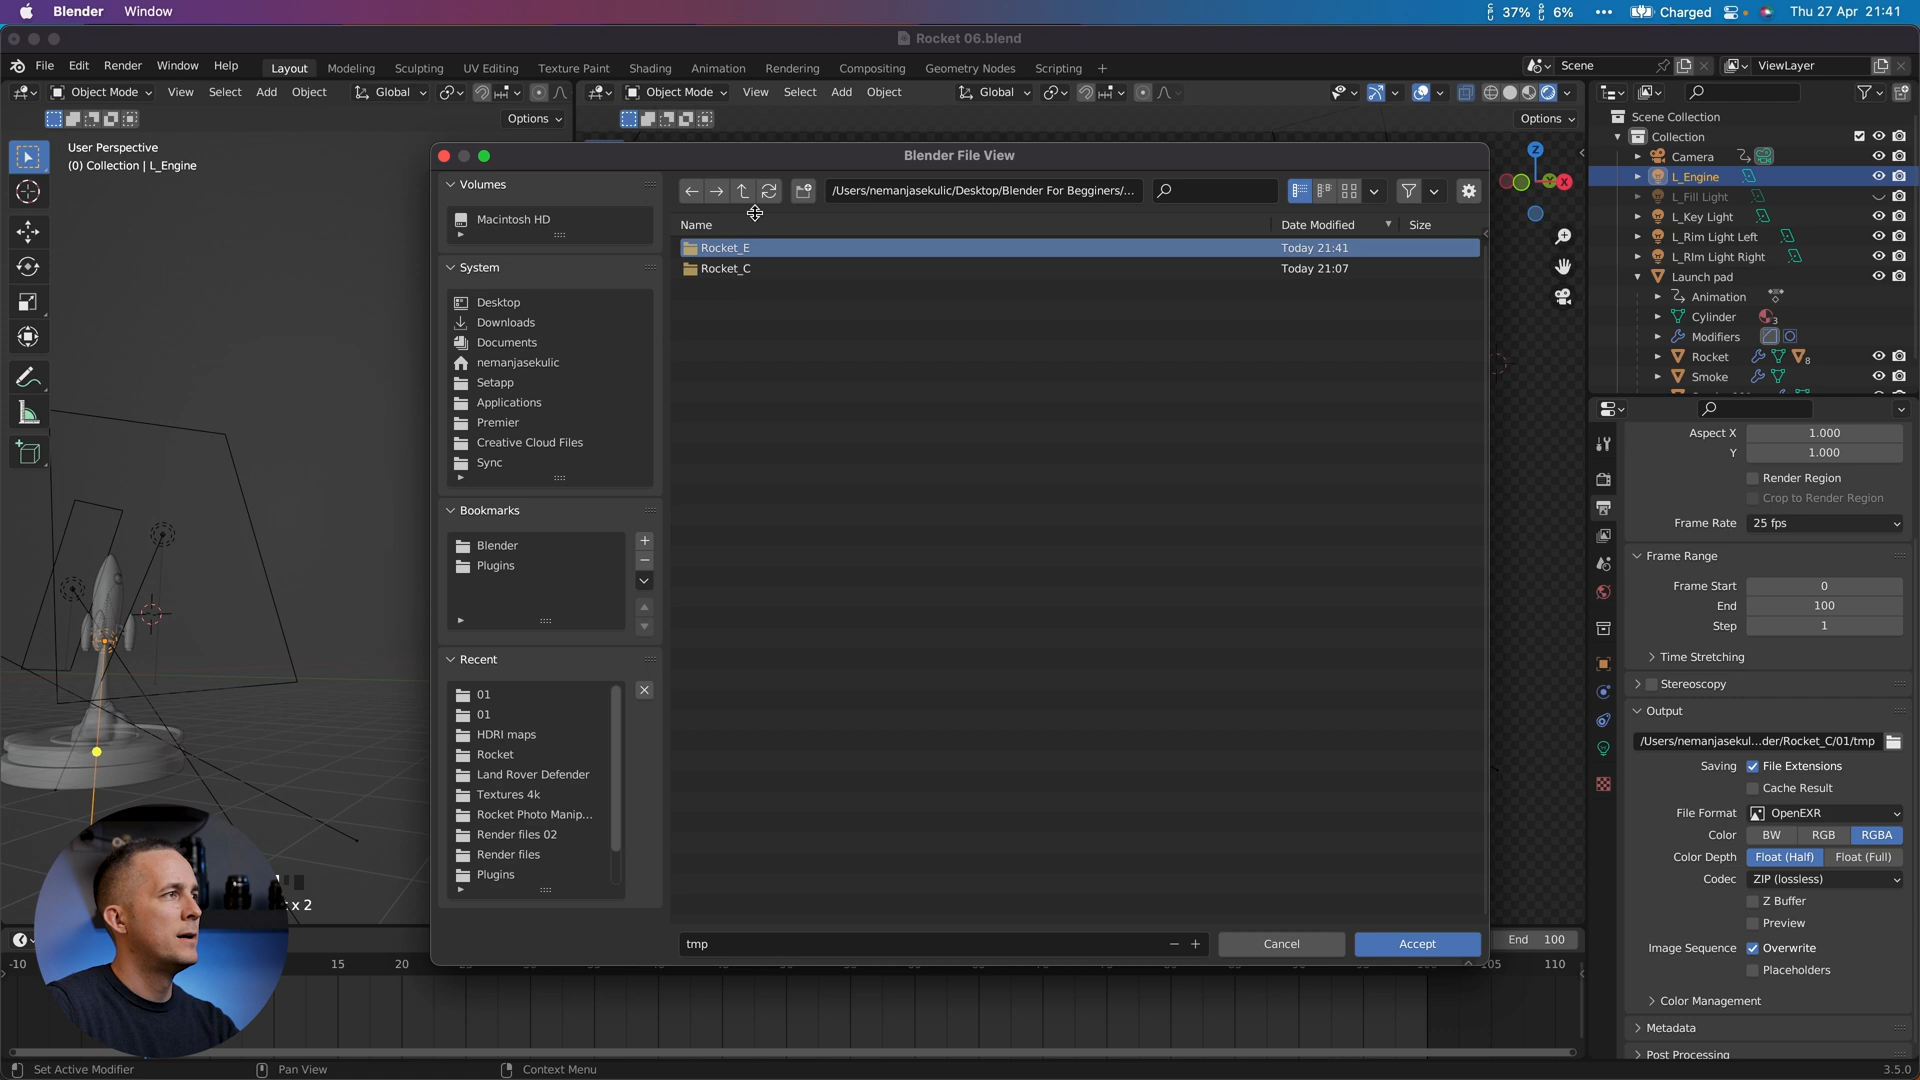 Blender Window
37% 6% Charged Thu 27 Apr 21:41
Rocket 06.blend
File Edit Render Window Help Layout Modeling Sculpting UV Editing Texture Paint Shading Animation Rendering Compositing Geometry Nodes Scripting + Scene ViewLayer
Object Mode View Select Add Object Global
Object Mode View Select Add Object Global
Options
Options
User Perspective
(0) Collection | L_Engine
Blender File View
Volumes
Macintosh HD
System
Desktop
Downloads
Documents
nemanjasekulic
Setapp
Applications
Premier
Creative Cloud Files
Sync
Bookmarks
Blender
Plugins
Recent
01
01
HDRI maps
Rocket
Land Rover Defender
Textures 4k
Rocket Photo Manip...
Render files 02
Render files
Plugins
/Users/nemanjasekulic/Desktop/Blender For Begginers/...
Name Date Modified Size
Rocket_E Today 21:41
Rocket_C Today 21:07
tmp Cancel Accept
Scene Collection
Collection
Camera
L_Engine
L_Fill Light
L_Key Light
L_Rim Light Left
L_RIm Light Right
Launch pad
Animation
Cylinder 3
Modifiers
Rocket 8
Smoke
Aspect X 1.000
Y 1.000
Render Region
Crop to Render Region
Frame Rate 25 fps
Frame Range
Frame Start 0
End 100
Step 1
Time Stretching
Stereoscopy
Output
/Users/nemanjasekul...der/Rocket_C/01/tmp
Saving File Extensions
Cache Result
File Format OpenEXR
Color BW RGB RGBA
Color Depth Float (Half) Float (Full)
Codec ZIP (lossless)
Z Buffer
Preview
Image Sequence Overwrite
Placeholders
Color Management
Metadata
Post Processing
x 2
End 100
-10 15 20 105 110
Z
Y
X
Set Active Modifier Pan View Context Menu 3.5.0